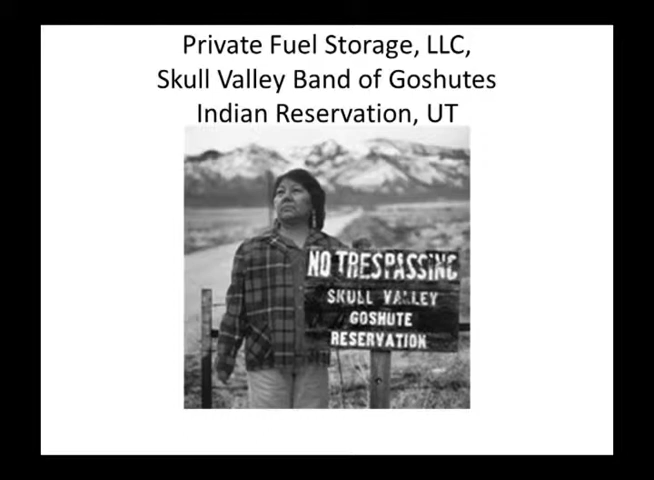 Private Fuel Storage, LLC,
Skull Valley Band of Goshutes
Indian Reservation, UT
NO TRESPASSING
SKULL VALLEY
GOSHUTE
RESERVATION